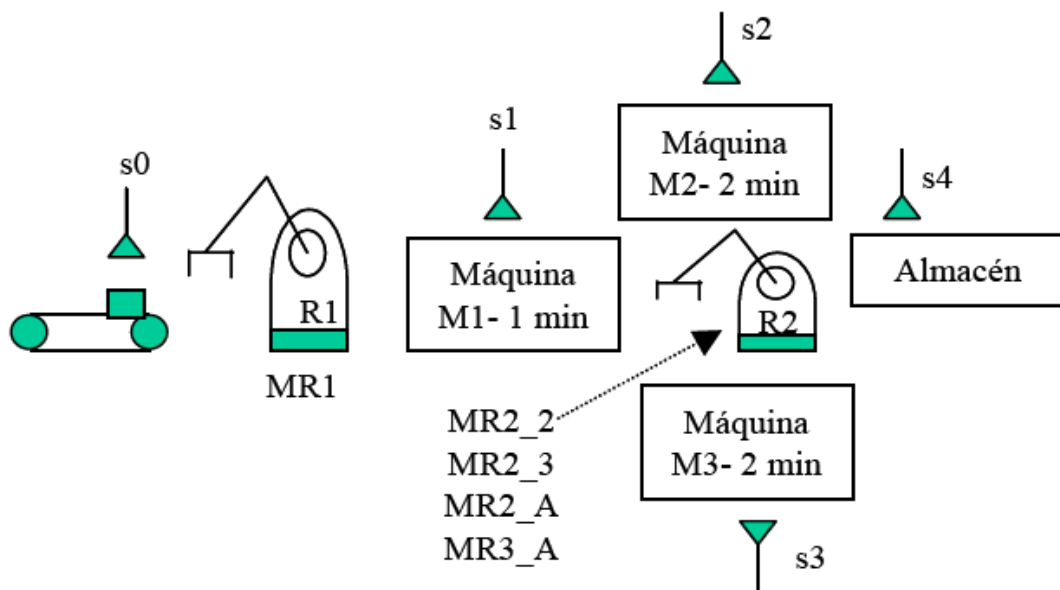 s0
R1
MR1
s1
Máquina
M1- 1 min
s2
Máquina
M2- 2 min
s4
Almacén
R2
MR2_2
MR2_3
MR2_A
MR3_A
Máquina
M3- 2 min
s3